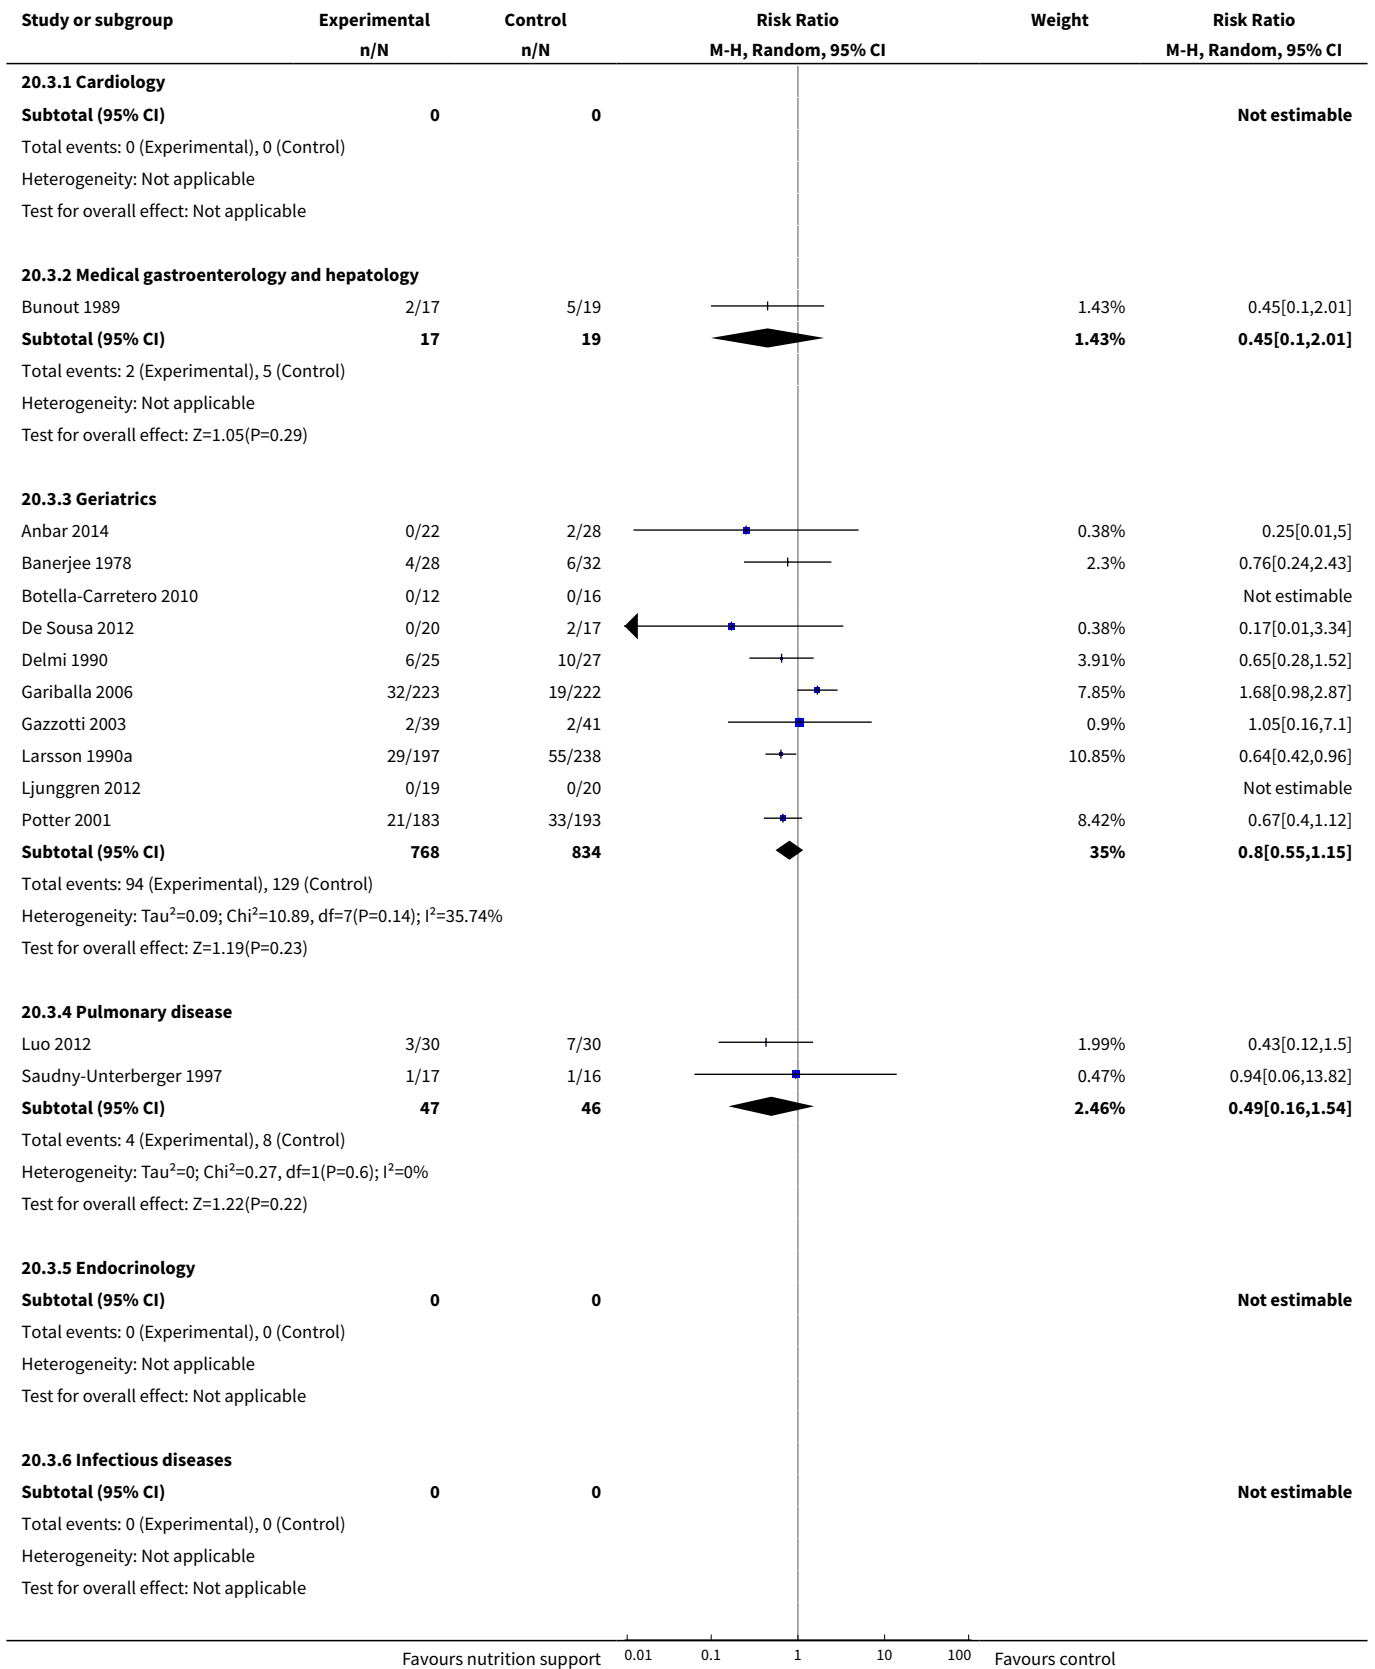 Study or subgroup Experimental Control Risk Ratio Weight Risk Ratio
n/N n/N M-H, Random, 95% CI M-H, Random, 95% CI
20.3.1 Cardiology
Subtotal (95% CI) 0 0 Not estimable
Total events: 0 (Experimental), 0 (Control)
Heterogeneity: Not applicable
Test for overall effect: Not applicable
20.3.2 Medical gastroenterology and hepatology
Bunout 1989 2/17 5/19 1.43% 0.45[0.1,2.01]
Subtotal (95% CI) 17 19 1.43% 0.45[0.1,2.01]
Total events: 2 (Experimental), 5 (Control)
Heterogeneity: Not applicable
Test for overall effect: Z=1.05(P=0.29)
20.3.3 Geriatrics
Anbar 2014 0/22 2/28 0.38% 0.25[0.01,5]
Banerjee 1978 4/28 6/32 2.3% 0.76[0.24,2.43]
Botella-Carretero 2010 0/12 0/16 Not estimable
De Sousa 2012 0/20 2/17 0.38% 0.17[0.01,3.34]
Delmi 1990 6/25 10/27 3.91% 0.65[0.28,1.52]
Gariballa 2006 32/223 19/222 7.85% 1.68[0.98,2.87]
Gazzotti 2003 2/39 2/41 0.9% 1.05[0.16,7.1]
Larsson 1990a 29/197 55/238 10.85% 0.64[0.42,0.96]
Ljunggren 2012 0/19 0/20 Not estimable
Potter 2001 21/183 33/193 8.42% 0.67[0.4,1.12]
Subtotal (95% CI) 768 834 35% 0.8[0.55,1.15]
Total events: 94 (Experimental), 129 (Control)
Heterogeneity: Tau²=0.09; Chi²=10.89, df=7(P=0.14); I²=35.74%
Test for overall effect: Z=1.19(P=0.23)
20.3.4 Pulmonary disease
Luo 2012 3/30 7/30 1.99% 0.43[0.12,1.5]
Saudny-Unterberger 1997 1/17 1/16 0.47% 0.94[0.06,13.82]
Subtotal (95% CI) 47 46 2.46% 0.49[0.16,1.54]
Total events: 4 (Experimental), 8 (Control)
Heterogeneity: Tau²=0; Chi²=0.27, df=1(P=0.6); I²=0%
Test for overall effect: Z=1.22(P=0.22)
20.3.5 Endocrinology
Subtotal (95% CI) 0 0 Not estimable
Total events: 0 (Experimental), 0 (Control)
Heterogeneity: Not applicable
Test for overall effect: Not applicable
20.3.6 Infectious diseases
Subtotal (95% CI) 0 0 Not estimable
Total events: 0 (Experimental), 0 (Control)
Heterogeneity: Not applicable
Test for overall effect: Not applicable
Favours nutrition support 0.01 0.1 1 10 100 Favours control